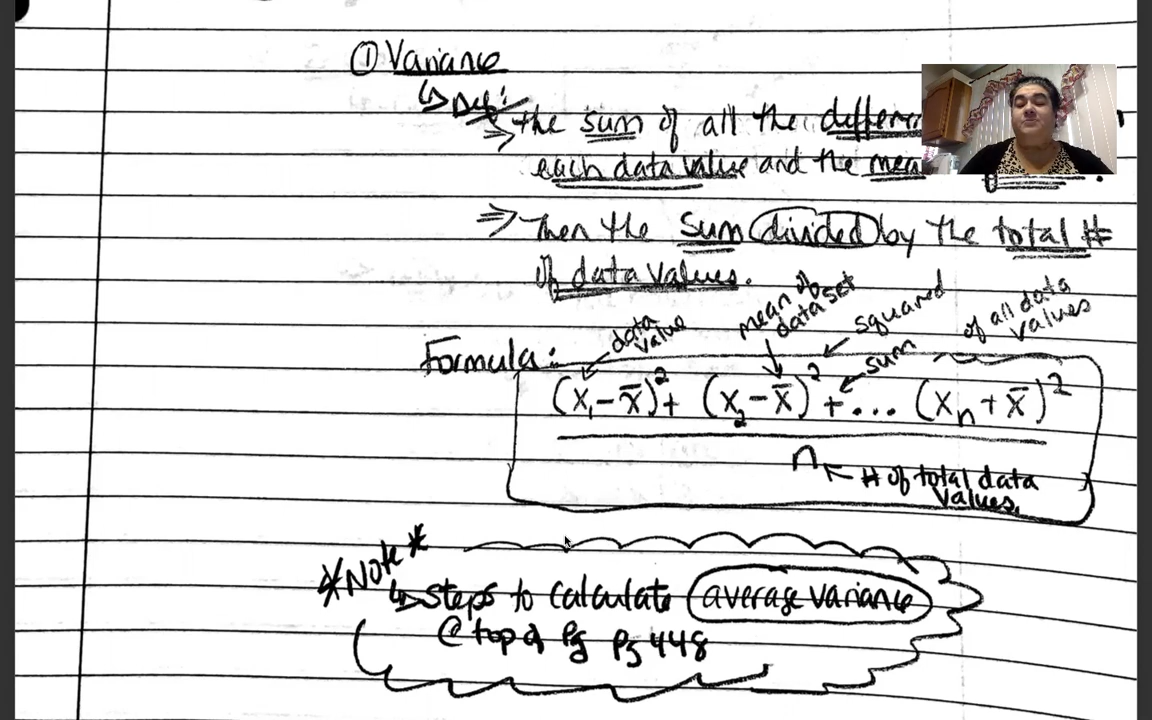 ① Variance
↳ Def:
⇒ the sum of all the differen
each data value and the mea
⇒ Then the sum divided by the total #
of data values.
Formula:
data value
mean of data set
squared
sum
of all data values
(x₁ - x̄)² + (x₂ - x̄)² + ... (xₙ + x̄)²
n ← # of total data values.
*Note*
↳ steps to calculate average variance
@ top of pg pg 448